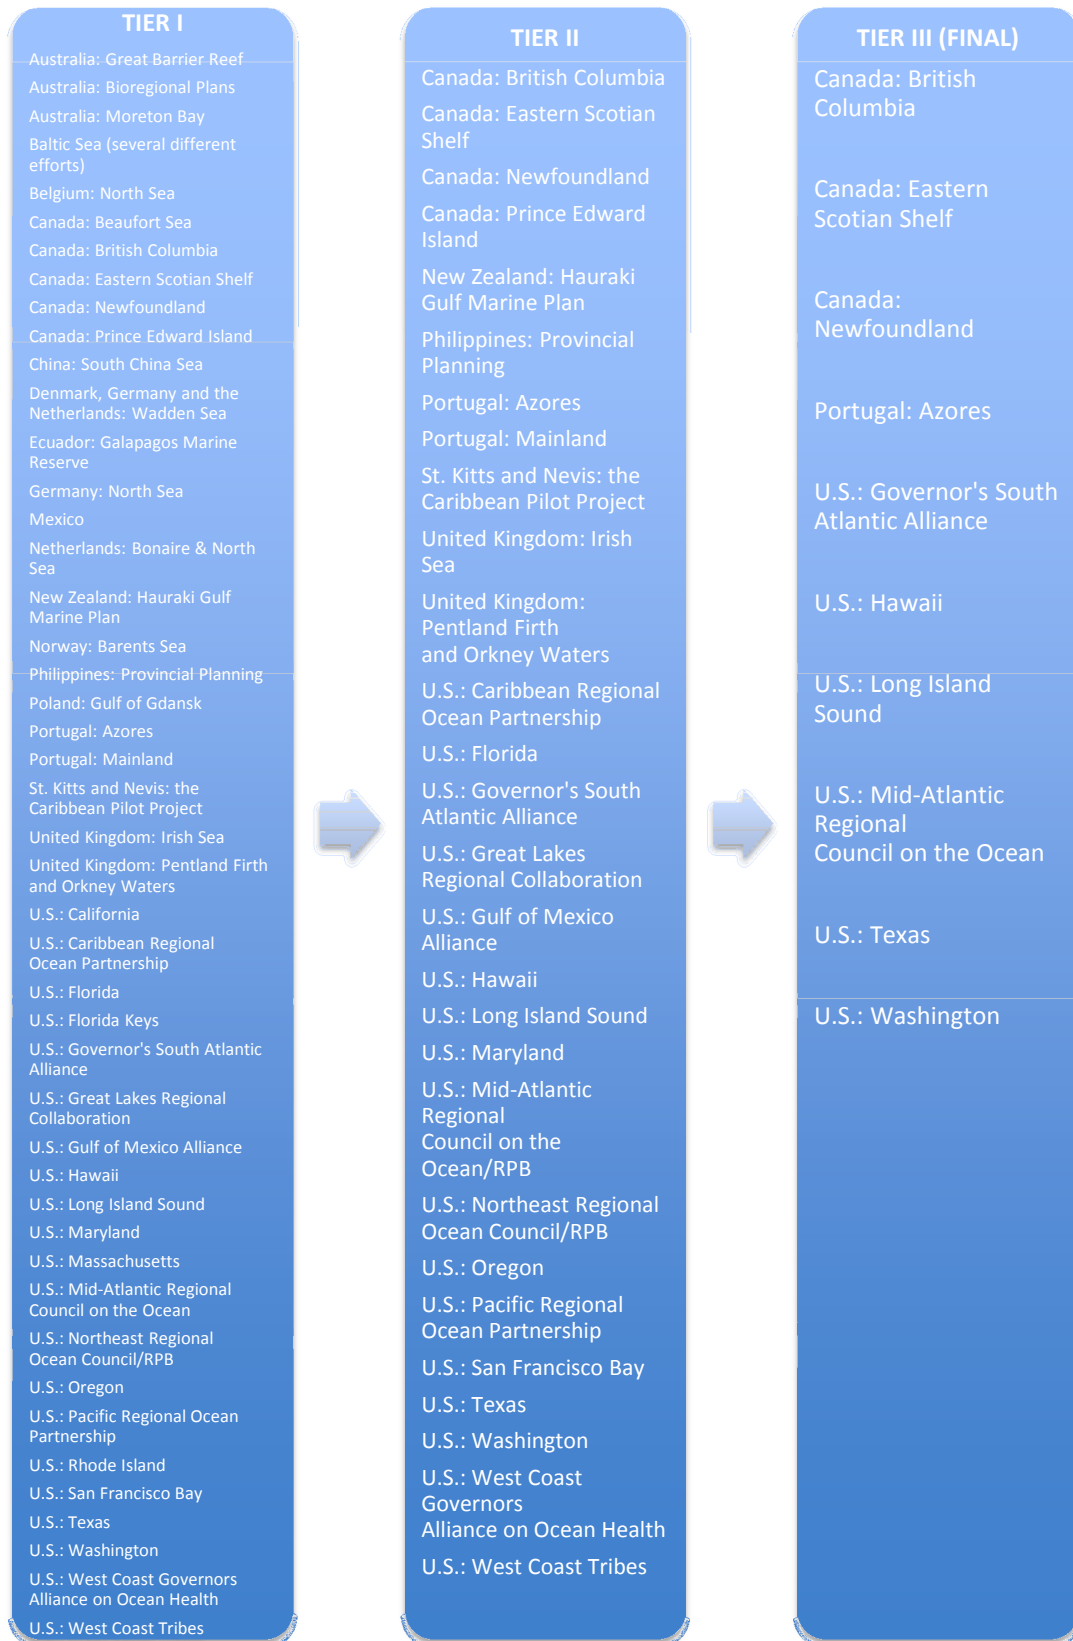 TIER I
Australia: Great Barrier Reef
Australia: Bioregional Plans
Australia: Moreton Bay
Baltic Sea (several different
efforts)
Belgium: North Sea
Canada: Beaufort Sea
Canada: British Columbia
Canada: Eastern Scotian Shelf
Canada: Newfoundland
Canada: Prince Edward Island
China: South China Sea
Denmark, Germany and the
Netherlands: Wadden Sea
Ecuador: Galapagos Marine
Reserve
Germany: North Sea
Mexico
Netherlands: Bonaire & North
Sea
New Zealand: Hauraki Gulf
Marine Plan
Norway: Barents Sea
Philippines: Provincial Planning
Poland: Gulf of Gdansk
Portugal: Azores
Portugal: Mainland
St. Kitts and Nevis: the
Caribbean Pilot Project
United Kingdom: Irish Sea
United Kingdom: Pentland Firth
and Orkney Waters
U.S.: California
U.S.: Caribbean Regional
Ocean Partnership
U.S.: Florida
U.S.: Florida Keys
U.S.: Governor's South Atlantic
Alliance
U.S.: Great Lakes Regional
Collaboration
U.S.: Gulf of Mexico Alliance
U.S.: Hawaii
U.S.: Long Island Sound
U.S.: Maryland
U.S.: Massachusetts
U.S.: Mid-Atlantic Regional
Council on the Ocean
U.S.: Northeast Regional
Ocean Council/RPB
U.S.: Oregon
U.S.: Pacific Regional Ocean
Partnership
U.S.: Rhode Island
U.S.: San Francisco Bay
U.S.: Texas
U.S.: Washington
U.S.: West Coast Governors
Alliance on Ocean Health
U.S.: West Coast Tribes
TIER II
Canada: British Columbia
Canada: Eastern Scotian
Shelf
Canada: Newfoundland
Canada: Prince Edward
Island
New Zealand: Hauraki
Gulf Marine Plan
Philippines: Provincial
Planning
Portugal: Azores
Portugal: Mainland
St. Kitts and Nevis: the
Caribbean Pilot Project
United Kingdom: Irish
Sea
United Kingdom:
Pentland Firth
and Orkney Waters
U.S.: Caribbean Regional
Ocean Partnership
U.S.: Florida
U.S.: Governor's South
Atlantic Alliance
U.S.: Great Lakes
Regional Collaboration
U.S.: Gulf of Mexico
Alliance
U.S.: Hawaii
U.S.: Long Island Sound
U.S.: Maryland
U.S.: Mid-Atlantic
Regional
Council on the
Ocean/RPB
U.S.: Northeast Regional
Ocean Council/RPB
U.S.: Oregon
U.S.: Pacific Regional
Ocean Partnership
U.S.: San Francisco Bay
U.S.: Texas
U.S.: Washington
U.S.: West Coast
Governors
Alliance on Ocean Health
U.S.: West Coast Tribes
TIER III (FINAL)
Canada: British
Columbia
Canada: Eastern
Scotian Shelf
Canada:
Newfoundland
Portugal: Azores
U.S.: Governor's South
Atlantic Alliance
U.S.: Hawaii
U.S.: Long Island
Sound
U.S.: Mid-Atlantic
Regional
Council on the Ocean
U.S.: Texas
U.S.: Washington